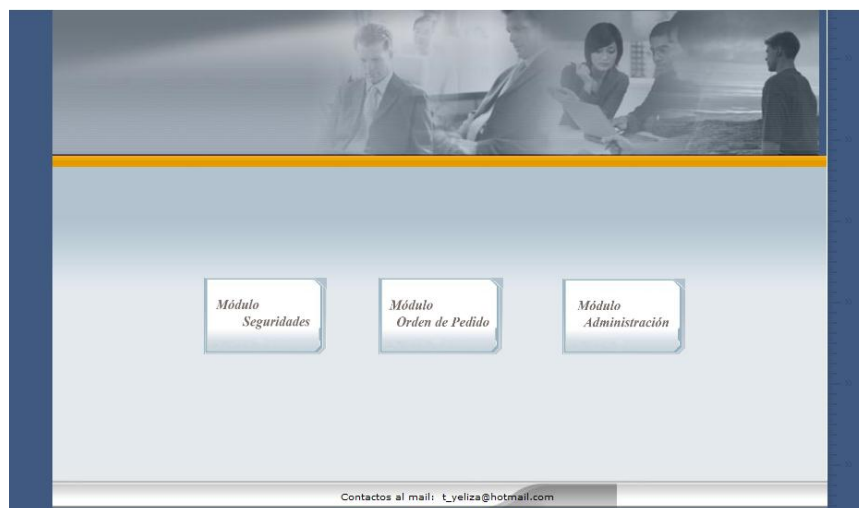 Módulo
Seguridades
Módulo
Orden de Pedido
Módulo
Administración
Contactos al mail: t_yeliza@hotmail.com